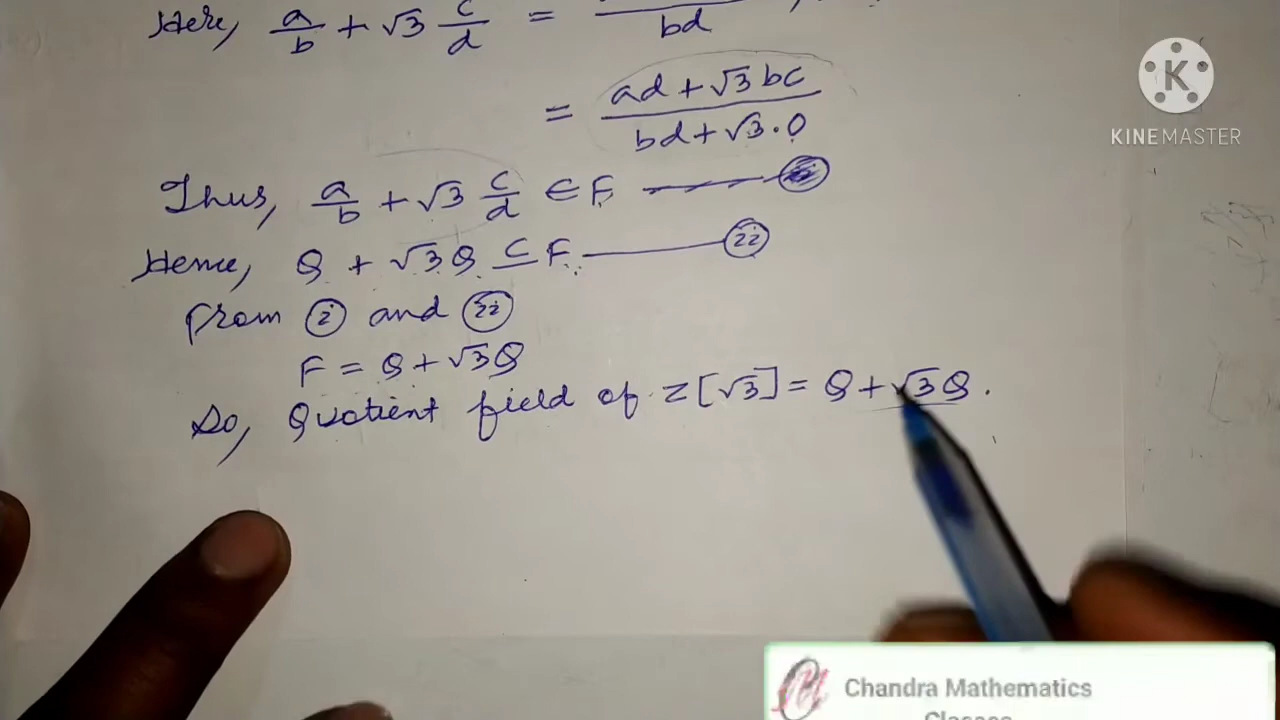 Here, a/b + √3 c/d = bd
= ad + √3 bc / bd + √3 . 0
Thus, a/b + √3 c/d ∈ F
Hence, Q + √3 Q ⊆ F (ii)
From (i) and (ii)
F = Q + √3 Q
So, Quotient field of Z[√3] = Q + √3 Q.
K
KINEMASTER
Chandra Mathematics
Classes